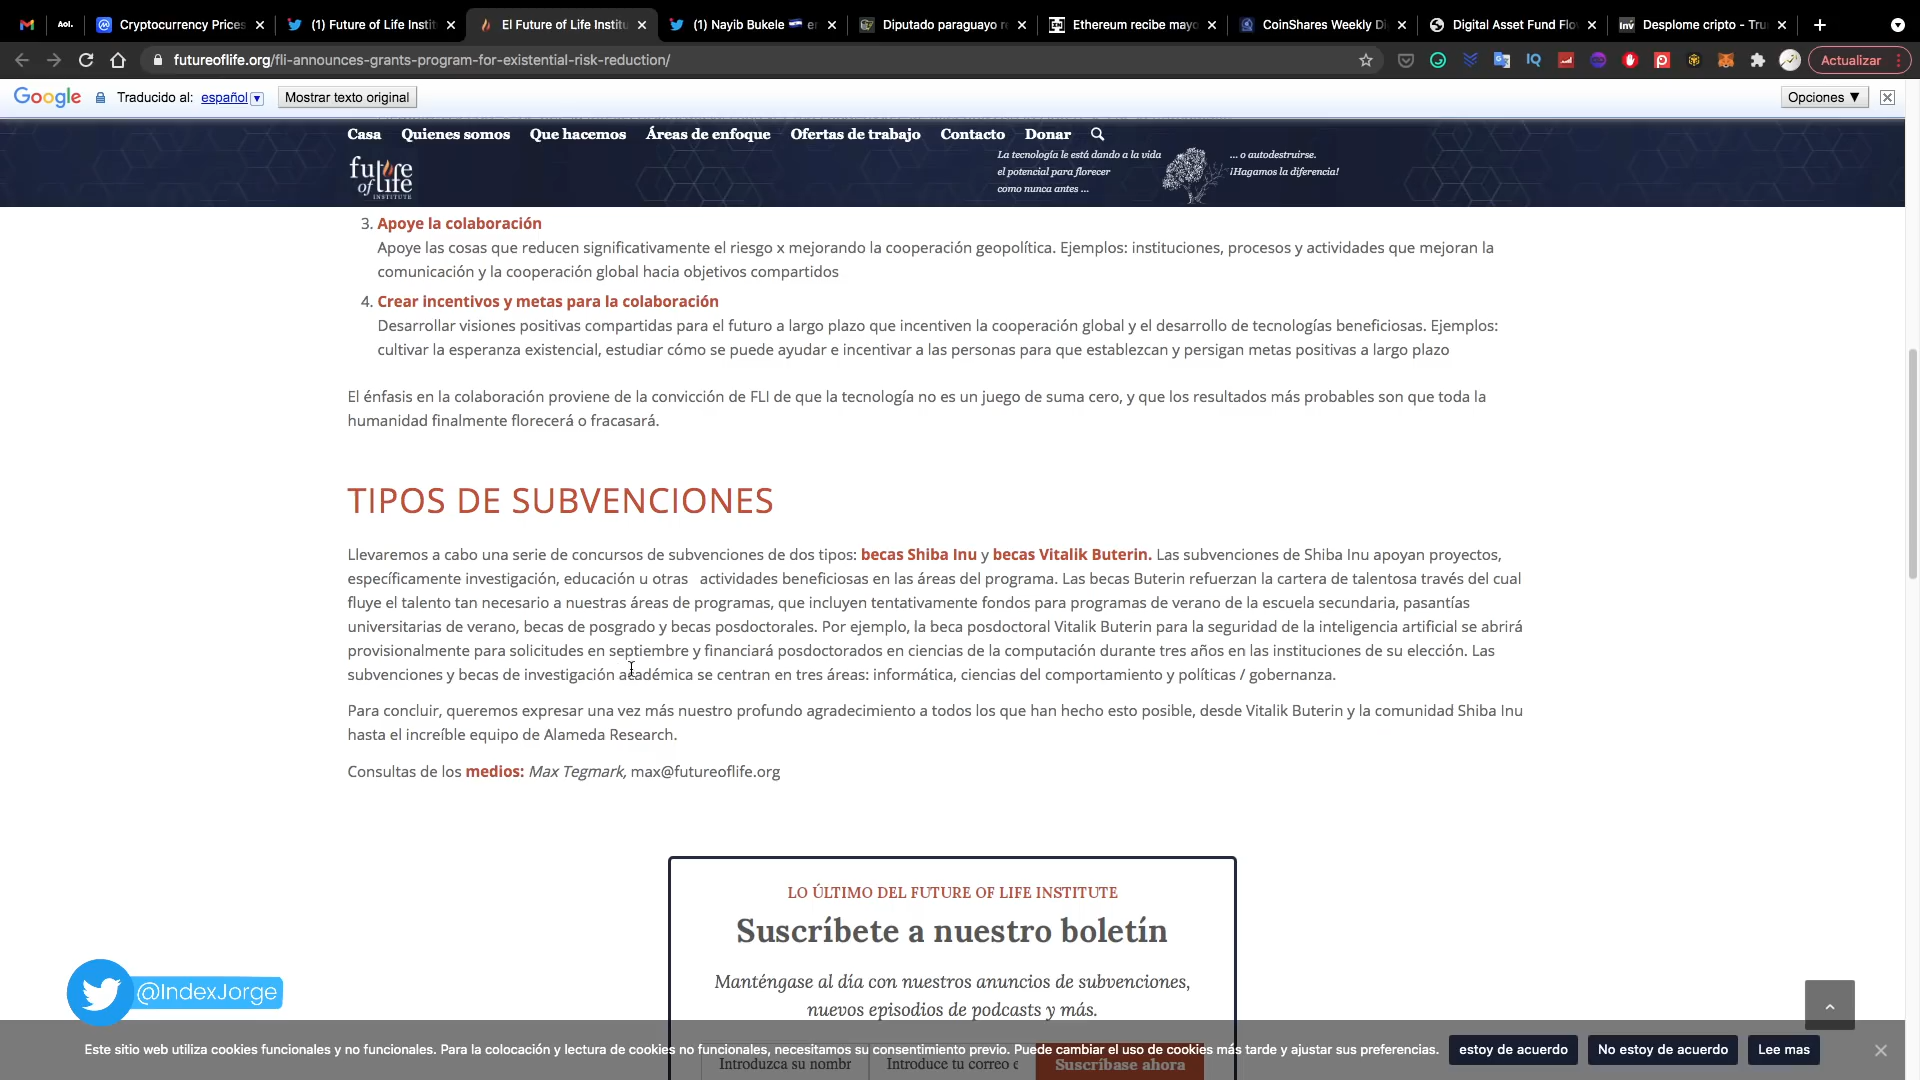 Aol.
Cryptocurrency Prices
(1) Future of Life Instit
El Future of Life Institu
(1) Nayib Bukele
Diputado paraguayo r
Ethereum recibe mayo
CoinShares Weekly Di
Digital Asset Fund Flo
Inv
Desplome cripto - Tru
futureoflife.org/fli-announces-grants-program-for-existential-risk-reduction/
IQ
Actualizar
Google
Traducido al: español
Mostrar texto original
Opciones ▼
Casa
Quienes somos
Que hacemos
Áreas de enfoque
Ofertas de trabajo
Contacto
Donar
future
of life
INSTITUTE
La tecnología le está dando a la vida
el potencial para florecer
como nunca antes ...
... o autodestruirse.
¡Hagamos la diferencia!
3. Apoye la colaboración
Apoye las cosas que reducen significativamente el riesgo x mejorando la cooperación geopolítica. Ejemplos: instituciones, procesos y actividades que mejoran la
comunicación y la cooperación global hacia objetivos compartidos
4. Crear incentivos y metas para la colaboración
Desarrollar visiones positivas compartidas para el futuro a largo plazo que incentiven la cooperación global y el desarrollo de tecnologías beneficiosas. Ejemplos:
cultivar la esperanza existencial, estudiar cómo se puede ayudar e incentivar a las personas para que establezcan y persigan metas positivas a largo plazo
El énfasis en la colaboración proviene de la convicción de FLI de que la tecnología no es un juego de suma cero, y que los resultados más probables son que toda la
humanidad finalmente florecerá o fracasará.
TIPOS DE SUBVENCIONES
Llevaremos a cabo una serie de concursos de subvenciones de dos tipos: becas Shiba Inu y becas Vitalik Buterin. Las subvenciones de Shiba Inu apoyan proyectos,
específicamente investigación, educación u otras actividades beneficiosas en las áreas del programa. Las becas Buterin refuerzan la cartera de talentosa través del cual
fluye el talento tan necesario a nuestras áreas de programas, que incluyen tentativamente fondos para programas de verano de la escuela secundaria, pasantías
universitarias de verano, becas de posgrado y becas posdoctorales. Por ejemplo, la beca posdoctoral Vitalik Buterin para la seguridad de la inteligencia artificial se abrirá
provisionalmente para solicitudes en septiembre y financiará posdoctorados en ciencias de la computación durante tres años en las instituciones de su elección. Las
subvenciones y becas de investigación académica se centran en tres áreas: informática, ciencias del comportamiento y políticas / gobernanza.
Para concluir, queremos expresar una vez más nuestro profundo agradecimiento a todos los que han hecho esto posible, desde Vitalik Buterin y la comunidad Shiba Inu
hasta el increíble equipo de Alameda Research.
Consultas de los medios: Max Tegmark, max@futureoflife.org
LO ÚLTIMO DEL FUTURE OF LIFE INSTITUTE
Suscríbete a nuestro boletín
Manténgase al día con nuestros anuncios de subvenciones,
nuevos episodios de podcasts y más.
@IndexJorge
Este sitio web utiliza cookies funcionales y no funcionales. Para la colocación y lectura de cookies no funcionales, necesitamos su consentimiento previo. Puede cambiar el uso de cookies más tarde y ajustar sus preferencias.
estoy de acuerdo
No estoy de acuerdo
Lee mas
Introduzca su nombr
Introduce tu correo e
Suscríbase ahora